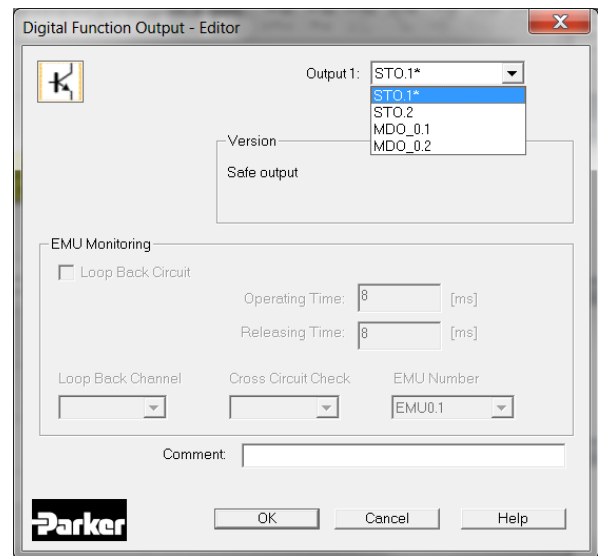 Digital Function Output - Editor
X
Output 1: STO.1*
STO.1*
STO.2
MDO_0.1
MDO_0.2
Version
Safe output
EMU Monitoring
Loop Back Circuit
Operating Time: 8 [ms]
Releasing Time: 8 [ms]
Loop Back Channel Cross Circuit Check EMU Number
EMU0.1
Comment:
Parker OK Cancel Help